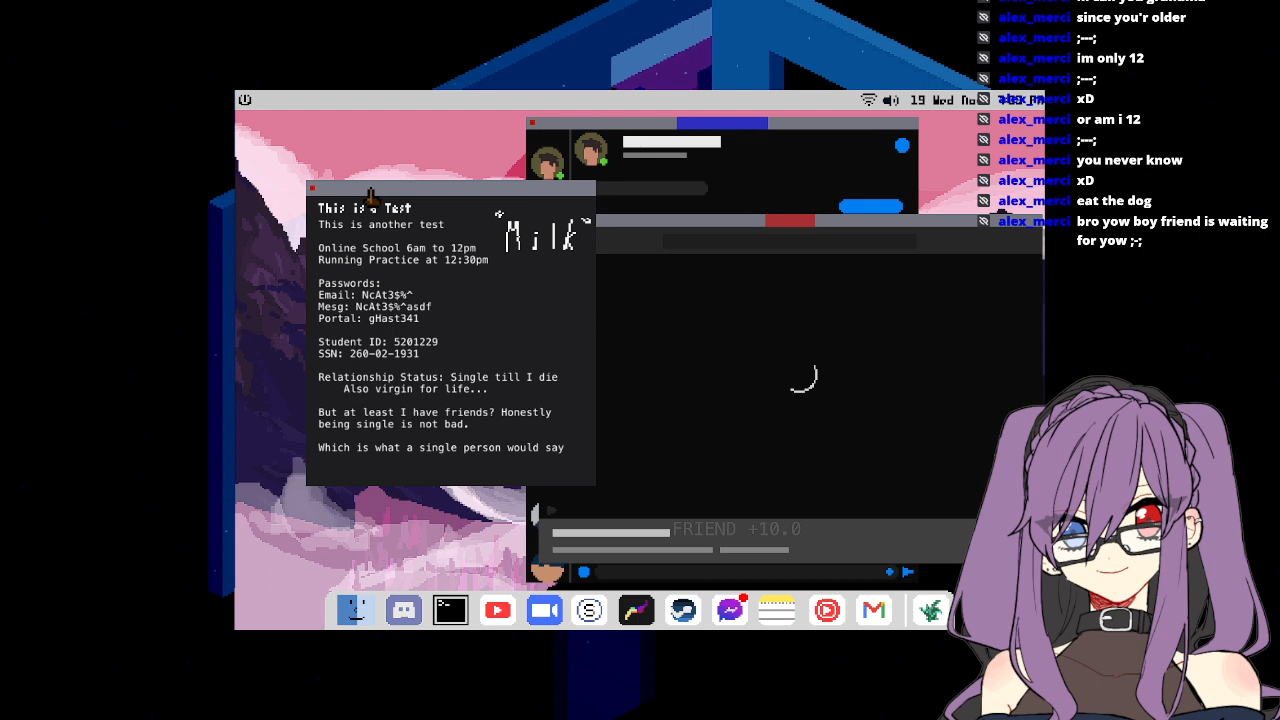 since you'r older
alex_merci ;---;
alex_merci im only 12
alex_merci ;---;
alex_merci xD
alex_merci or am i 12
alex_merci ;---;
alex_merci you never know
alex_merci xD
alex_merci eat the dog
alex_merci bro yow boy friend is waiting
for yow ;-;
19 Wed
This is a Test
This is another test
Milk
Online School 6am to 12pm
Running Practice at 12:30pm
Passwords:
Email: NcAt3$%^
Mesg: NcAt3$%^asdf
Portal: gHast341
Student ID: 5201229
SSN: 260-02-1931
Relationship Status: Single till I die
Also virgin for life...
But at least I have friends? Honestly
being single is not bad.
Which is what a single person would say
FRIEND +10.0